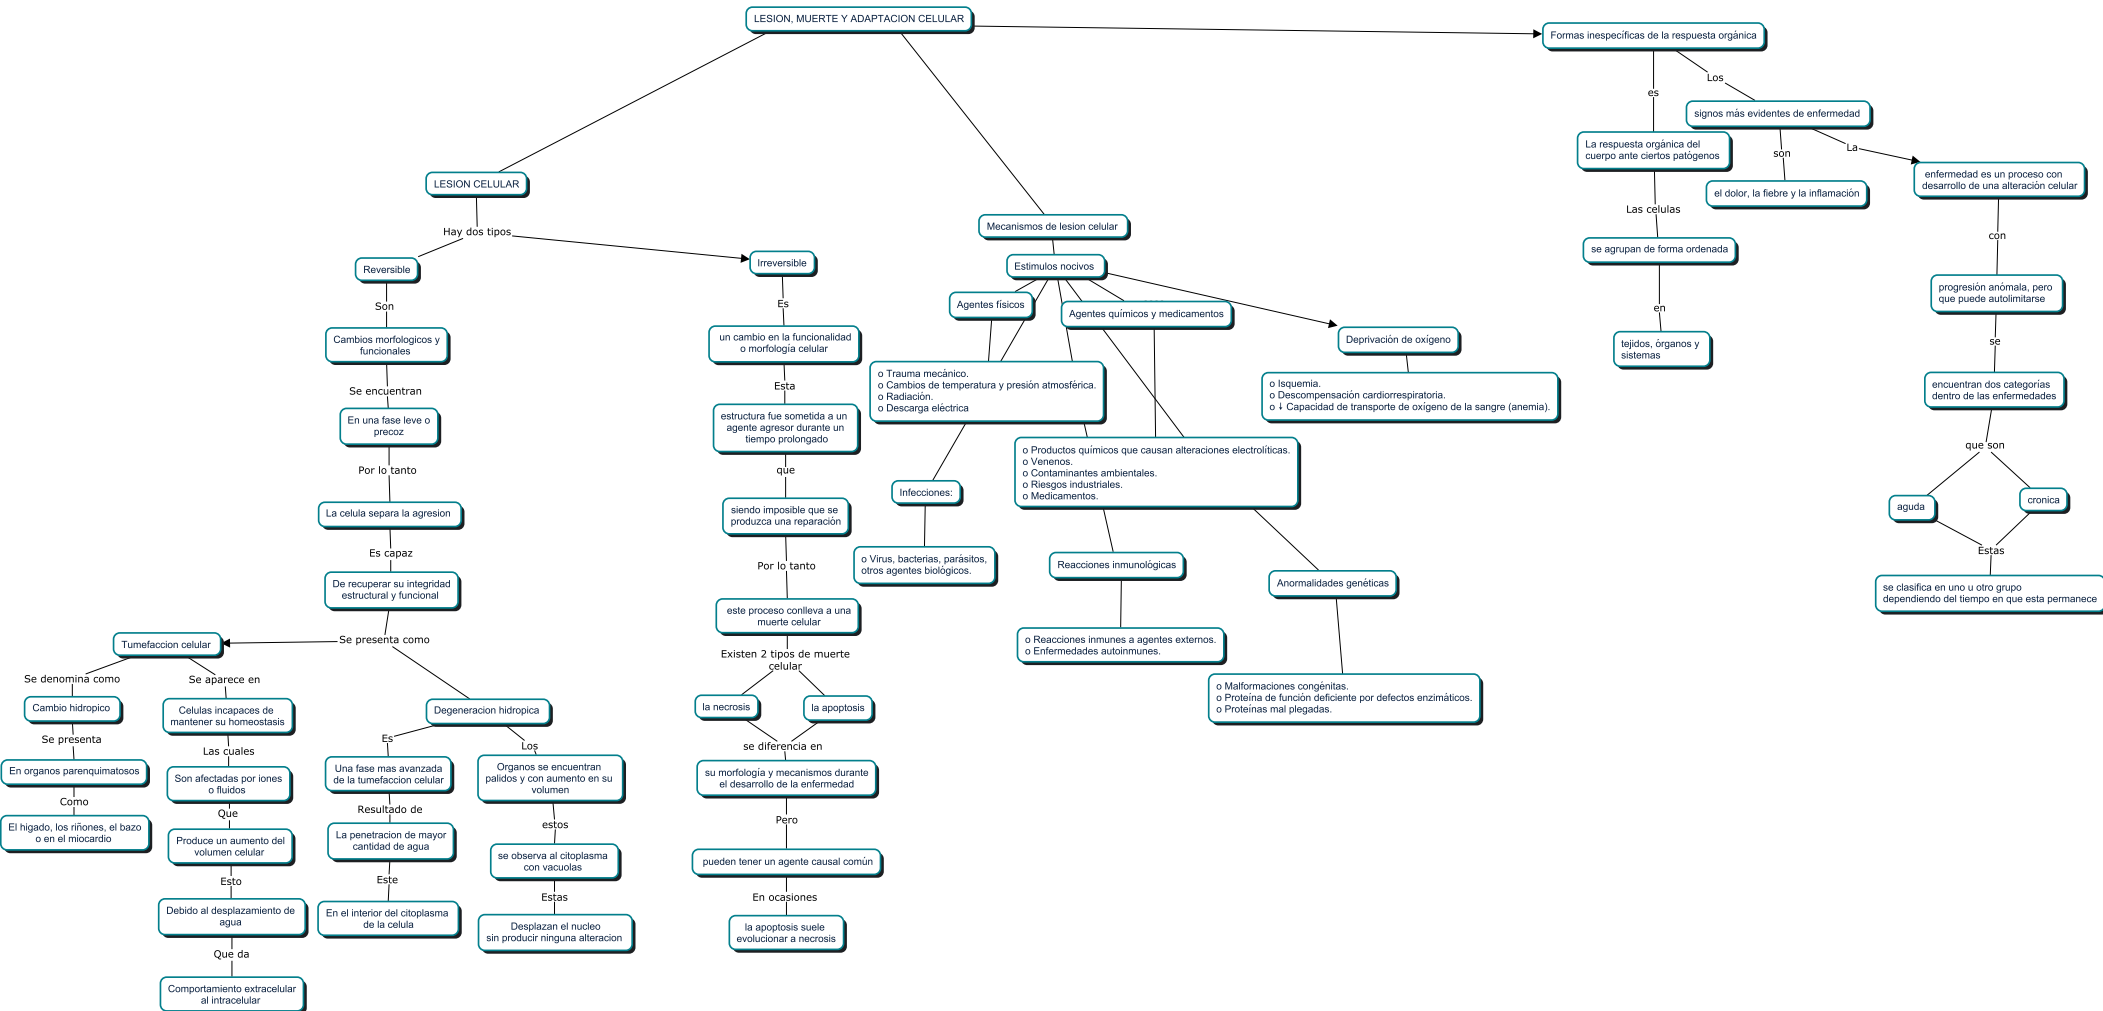 LESION, MUERTE Y ADAPTACION CELULAR
LESION CELULAR
Hay dos tipos
Reversible
Son
Cambios morfologicos y
funcionales
Se encuentran
En una fase leve o
precoz
Por lo tanto
La celula separa la agresion
Es capaz
De recuperar su integridad
estructural y funcional
Se presenta como
Tumefaccion celular
Se denomina como
Cambio hidropico
Se presenta
En organos parenquimatosos
Como
El higado, los riñones, el bazo
o en el miocardio
Se aparece en
Celulas incapaces de
mantener su homeostasis
Las cuales
Son afectadas por iones
o fluidos
Que
Produce un aumento del
volumen celular
Esto
Debido al desplazamiento de
agua
Que da
Comportamiento extracelular
al intracelular
Degeneracion hidropica
Es
Una fase mas avanzada
de la tumefaccion celular
Resultado de
La penetracion de mayor
cantidad de agua
Este
En el interior del citoplasma
de la celula
Los
Organos se encuentran
palidos y con aumento en su
volumen
estos
se observa al citoplasma
con vacuolas
Estas
Desplazan el nucleo
sin producir ninguna alteracion
Irreversible
Es
un cambio en la funcionalidad
o morfología celular
Esta
estructura fue sometida a un
agente agresor durante un
tiempo prolongado
que
siendo imposible que se
produzca una reparación
Por lo tanto
este proceso conlleva a una
muerte celular
Existen 2 tipos de muerte
celular
la necrosis
la apoptosis
se diferencia en
su morfología y mecanismos durante
el desarrollo de la enfermedad
Pero
pueden tener un agente causal común
En ocasiones
la apoptosis suele
evolucionar a necrosis
Mecanismos de lesion celular
Estimulos nocivos
Agentes físicos
o Trauma mecánico.
o Cambios de temperatura y presión atmosférica.
o Radiación.
o Descarga eléctrica
Infecciones:
o Virus, bacterias, parásitos,
otros agentes biológicos.
Agentes químicos y medicamentos
o Productos químicos que causan alteraciones electrolíticas.
o Venenos.
o Contaminantes ambientales.
o Riesgos industriales.
o Medicamentos.
Reacciones inmunológicas
o Reacciones inmunes a agentes externos.
o Enfermedades autoinmunes.
Anormalidades genéticas
o Malformaciones congénitas.
o Proteína de función deficiente por defectos enzimáticos.
o Proteínas mal plegadas.
Deprivación de oxígeno
o Isquemia.
o Descompensación cardiorrespiratoria.
o ↓ Capacidad de transporte de oxígeno de la sangre (anemia).
Formas inespecíficas de la respuesta orgánica
es
La respuesta orgánica del
cuerpo ante ciertos patógenos
Las celulas
se agrupan de forma ordenada
en
tejidos, órganos y
sistemas
Los
signos más evidentes de enfermedad
son
el dolor, la fiebre y la inflamación
La
enfermedad es un proceso con
desarrollo de una alteración celular
con
progresión anómala, pero
que puede autolimitarse
se
encuentran dos categorías
dentro de las enfermedades
que son
aguda
cronica
Estas
se clasifica en uno u otro grupo
dependiendo del tiempo en que esta permanece